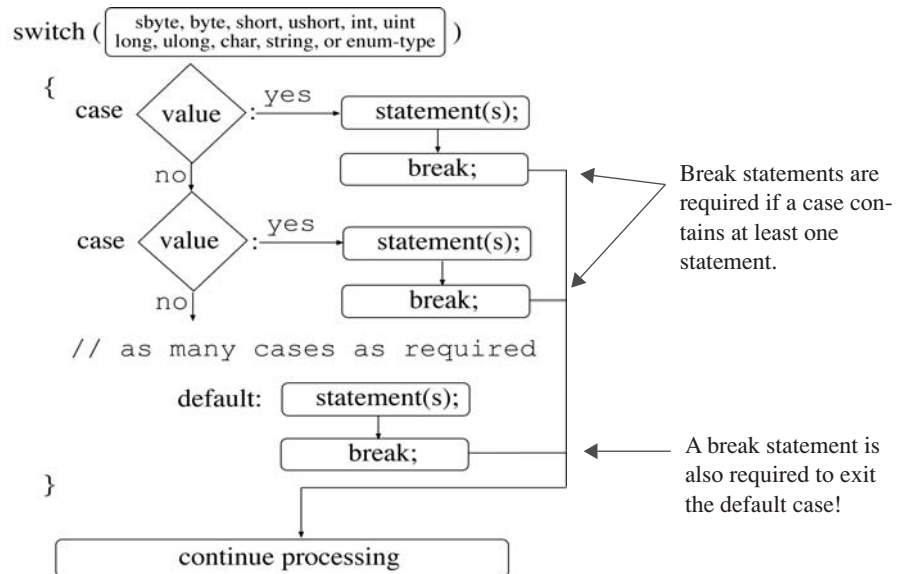 switch ( sbyte, byte, short, ushort, int, uint
long, ulong, char, string, or enum-type )
{
case value : yes statement(s);
break;
no
case value : yes statement(s);
break;
no
// as many cases as required
default: statement(s);
break;
}
continue processing
Break statements are
required if a case con-
tains at least one
statement.
A break statement is
also required to exit
the default case!